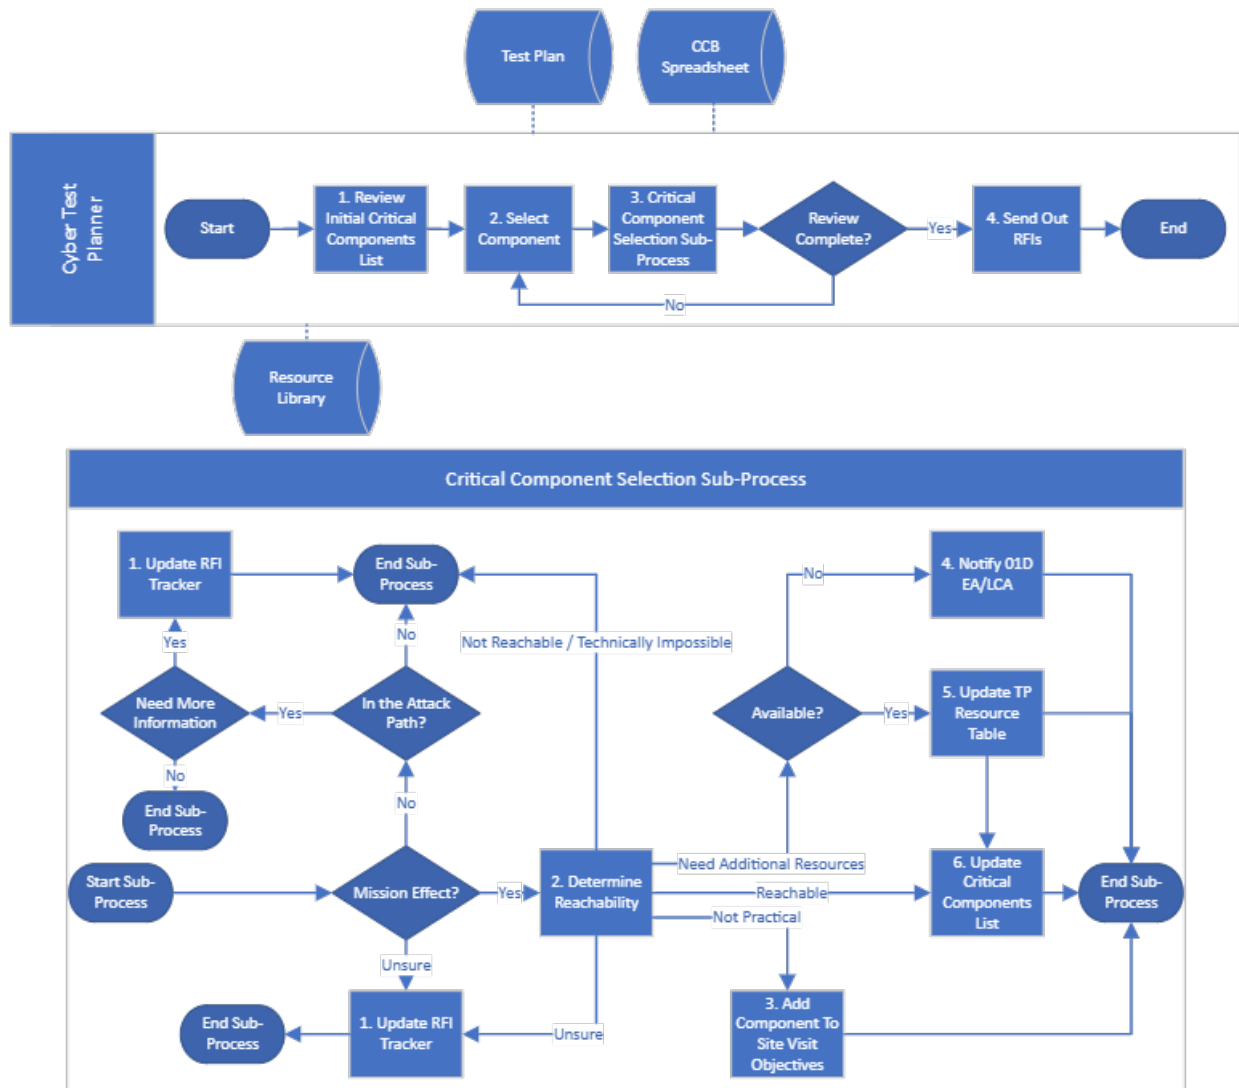 Test Plan
CCB
Spreadsheet
Cyber Test
Planner
Start
1. Review
Initial Critical
Components
List
2. Select
Component
3. Critical
Component
Selection Sub-
Process
Review
Complete?
Yes
4. Send Out
RFIs
End
No
Resource
Library
Critical Component Selection Sub-Process
1. Update RFI
Tracker
End Sub-
Process
No
4. Notify 01D
EA/LCA
Yes
No
Not Reachable / Technically Impossible
Need More
Information
Yes
In the Attack
Path?
Available?
Yes
5. Update TP
Resource
Table
No
End Sub-
Process
No
Start Sub-
Process
Mission Effect?
Yes
2. Determine
Reachability
Need Additional Resources
Reachable
Not Practical
6. Update
Critical
Components
List
End Sub-
Process
Unsure
End Sub-
Process
1. Update RFI
Tracker
Unsure
3. Add
Component To
Site Visit
Objectives